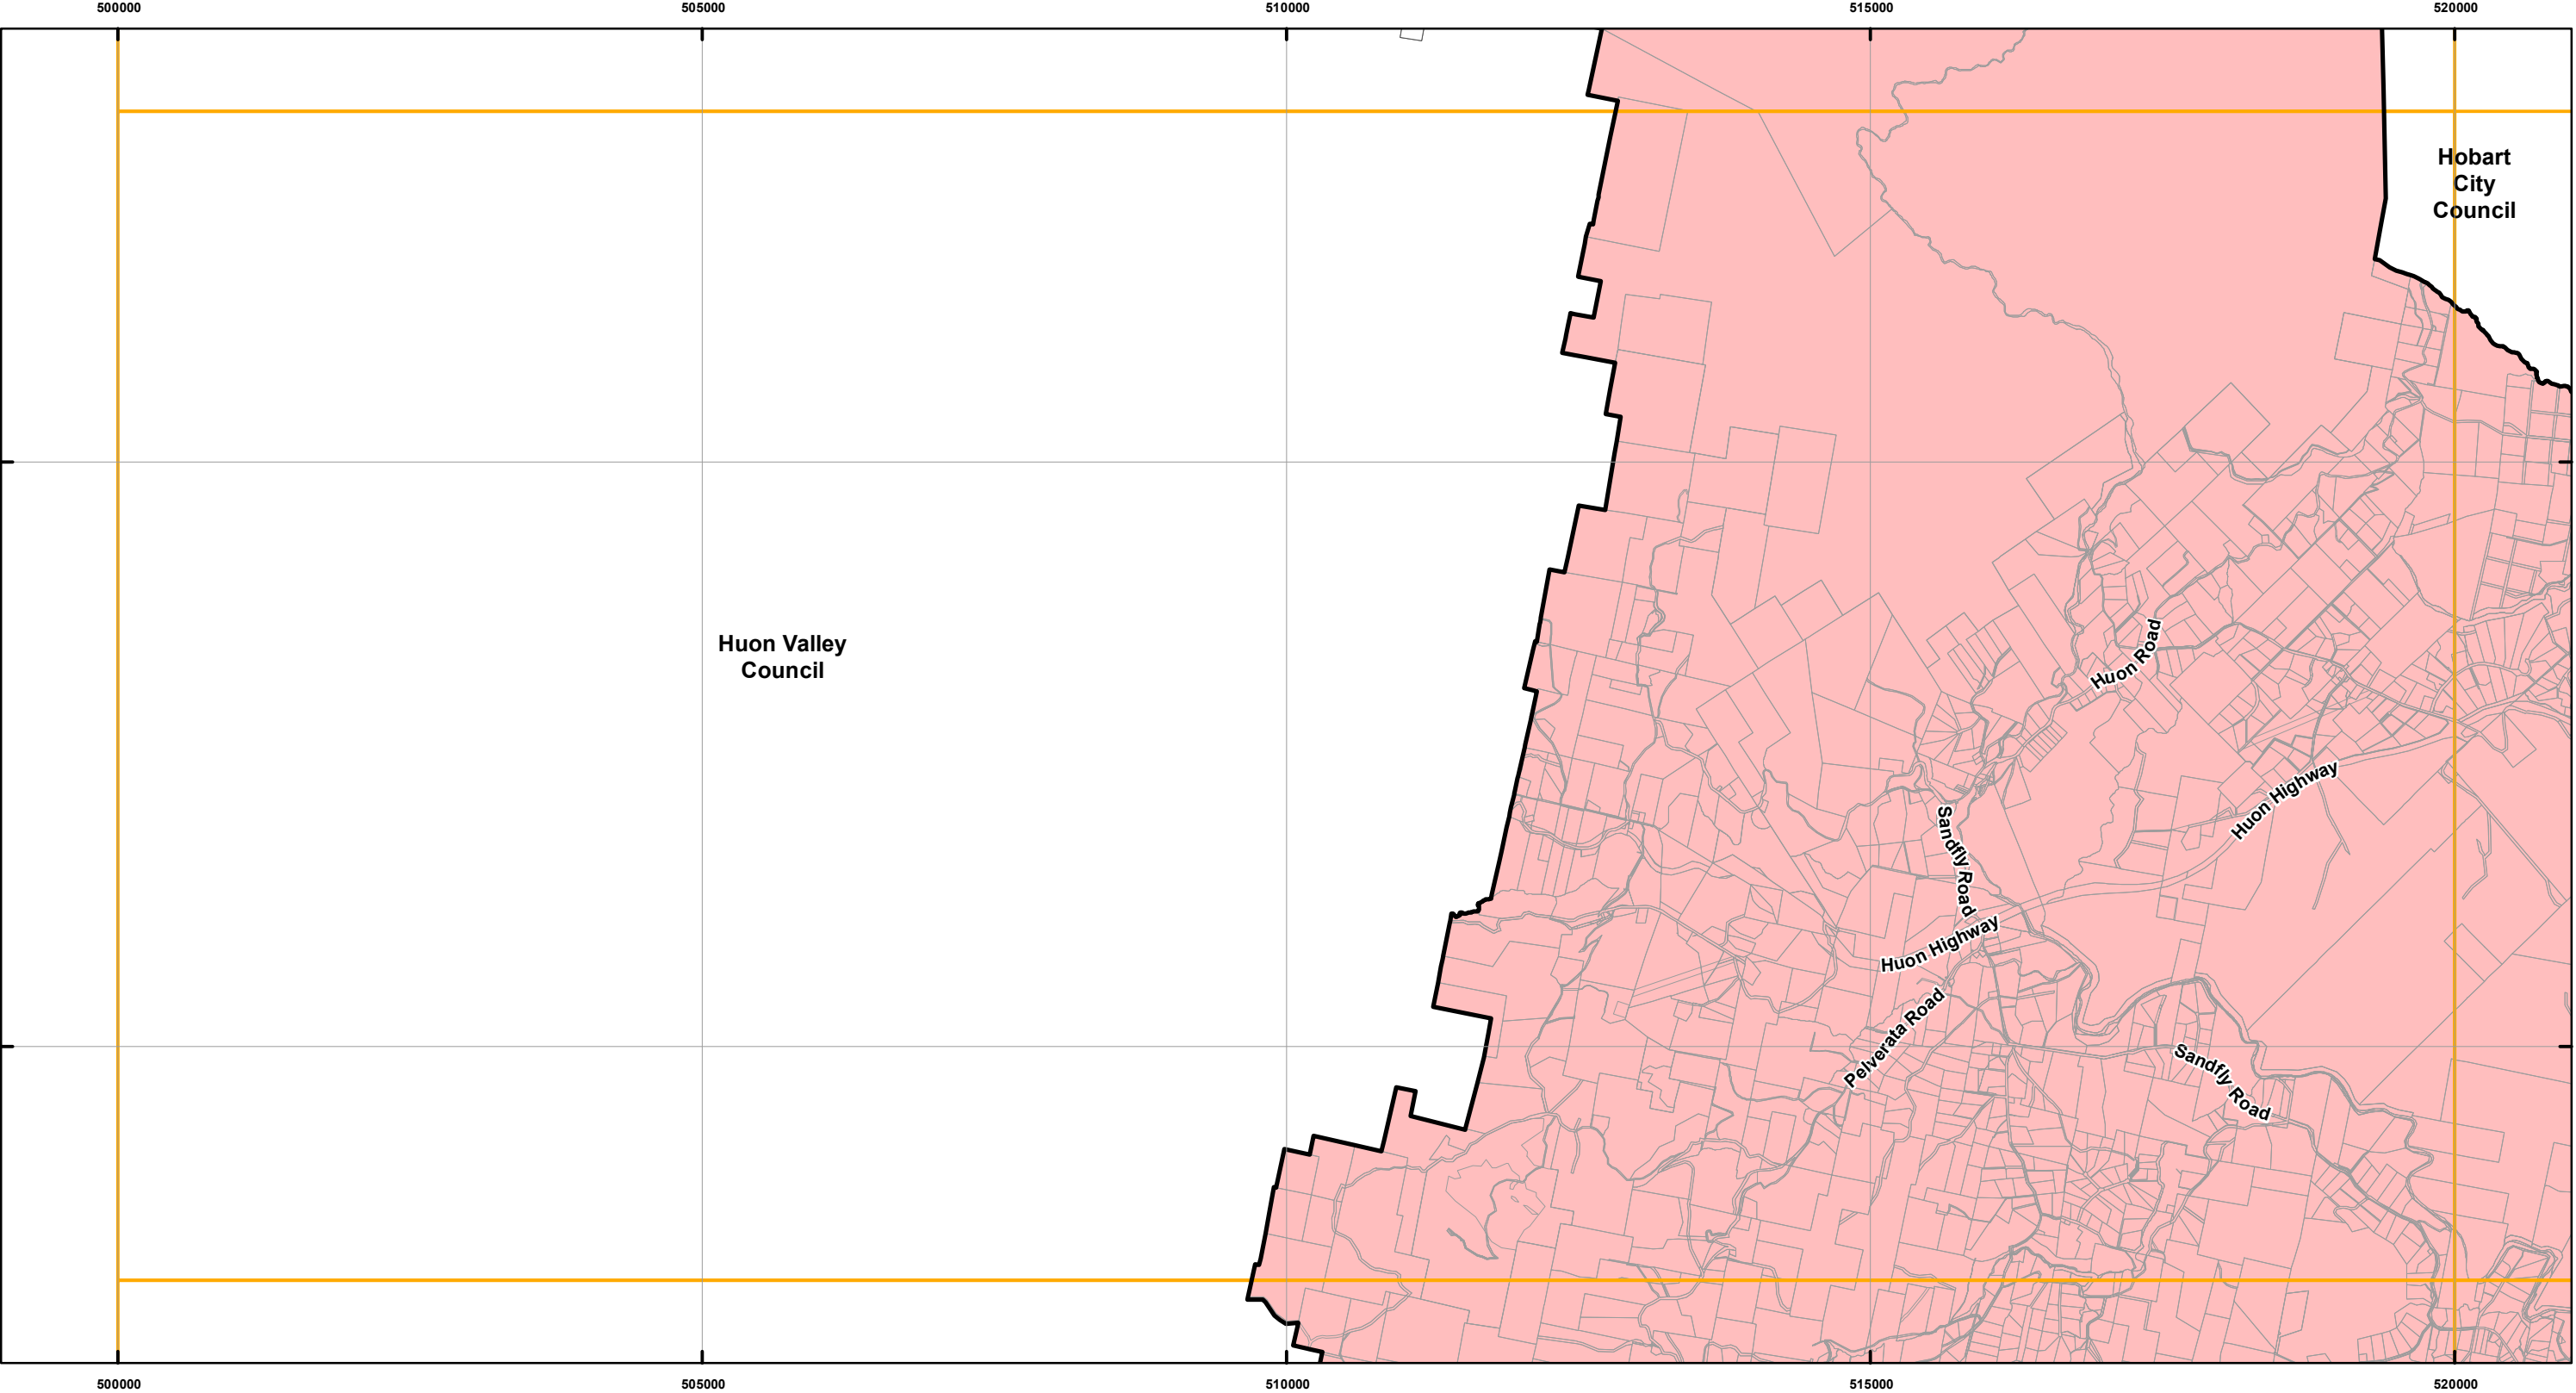 500000 505000 510000 515000 520000
Hobart
City
Council
Huon Valley
Council
Huon Road
Huon Highway
Sandfly Road
Huon Highway
Pelverata Road
Sandfly Road
500000 505000 510000 515000 520000